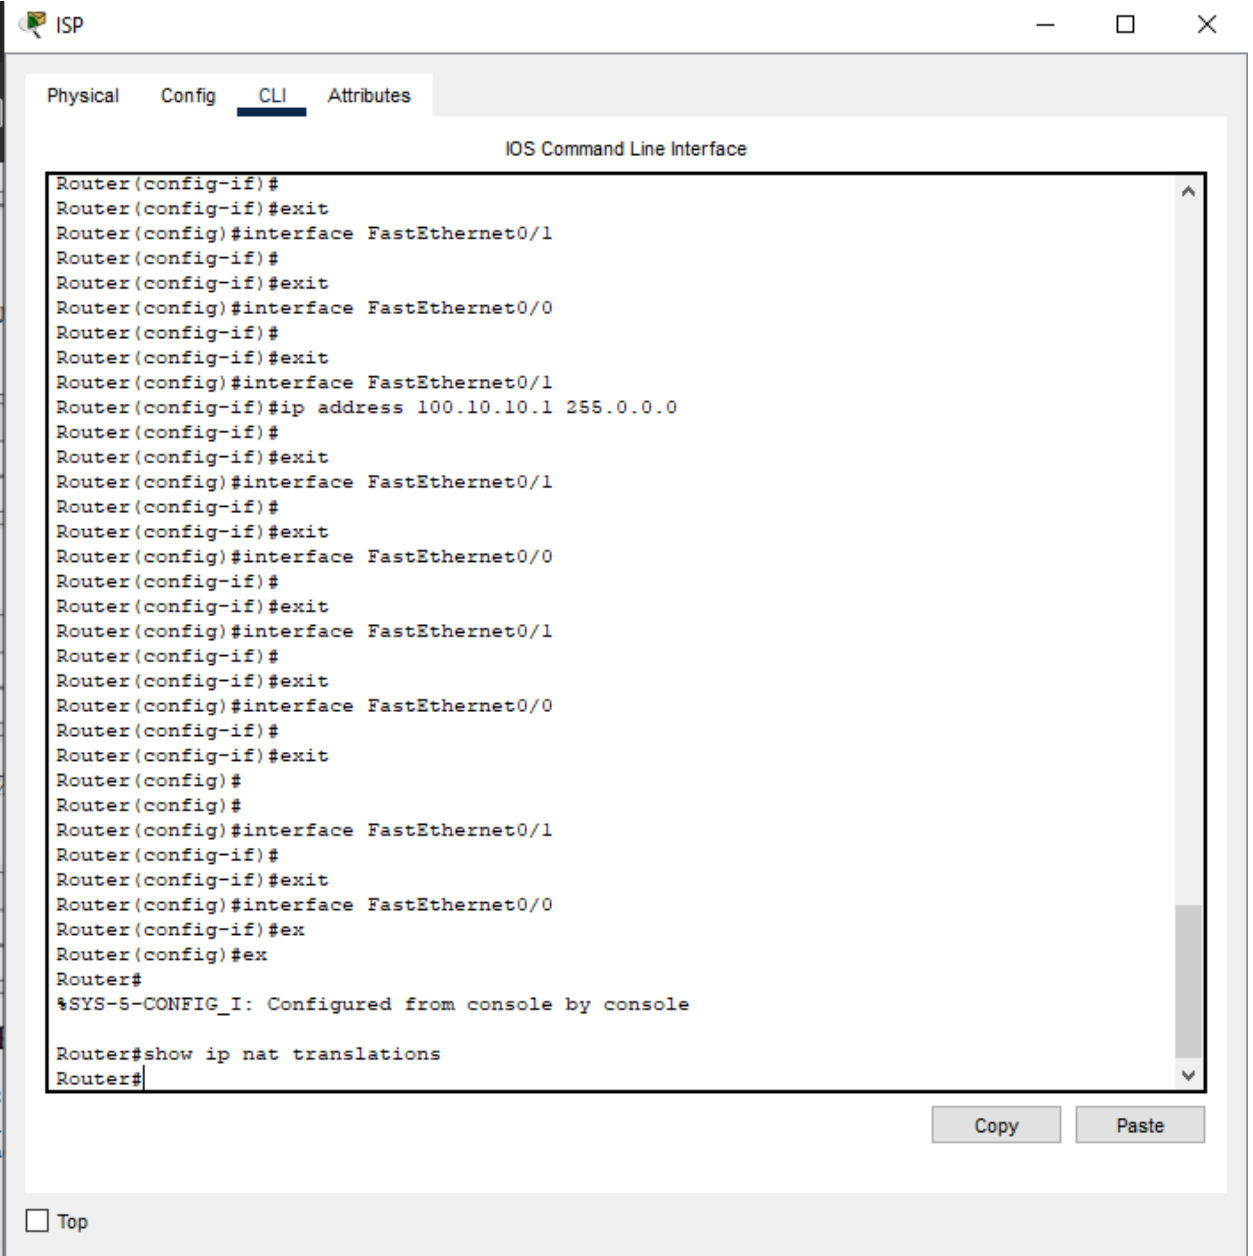 ISP
Physical Config CLI Attributes
IOS Command Line Interface
Router(config-if)#
Router(config-if)#exit
Router(config)#interface FastEthernet0/1
Router(config-if)#
Router(config-if)#exit
Router(config)#interface FastEthernet0/0
Router(config-if)#
Router(config-if)#exit
Router(config)#interface FastEthernet0/1
Router(config-if)#ip address 100.10.10.1 255.0.0.0
Router(config-if)#
Router(config-if)#exit
Router(config)#interface FastEthernet0/1
Router(config-if)#
Router(config-if)#exit
Router(config)#interface FastEthernet0/0
Router(config-if)#
Router(config-if)#exit
Router(config)#interface FastEthernet0/1
Router(config-if)#
Router(config-if)#exit
Router(config)#interface FastEthernet0/0
Router(config-if)#
Router(config-if)#exit
Router(config)#
Router(config)#
Router(config)#interface FastEthernet0/1
Router(config-if)#
Router(config-if)#exit
Router(config)#interface FastEthernet0/0
Router(config-if)#ex
Router(config)#ex
Router#
%SYS-5-CONFIG_I: Configured from console by console
Router#show ip nat translations
Router#
Copy Paste
Top